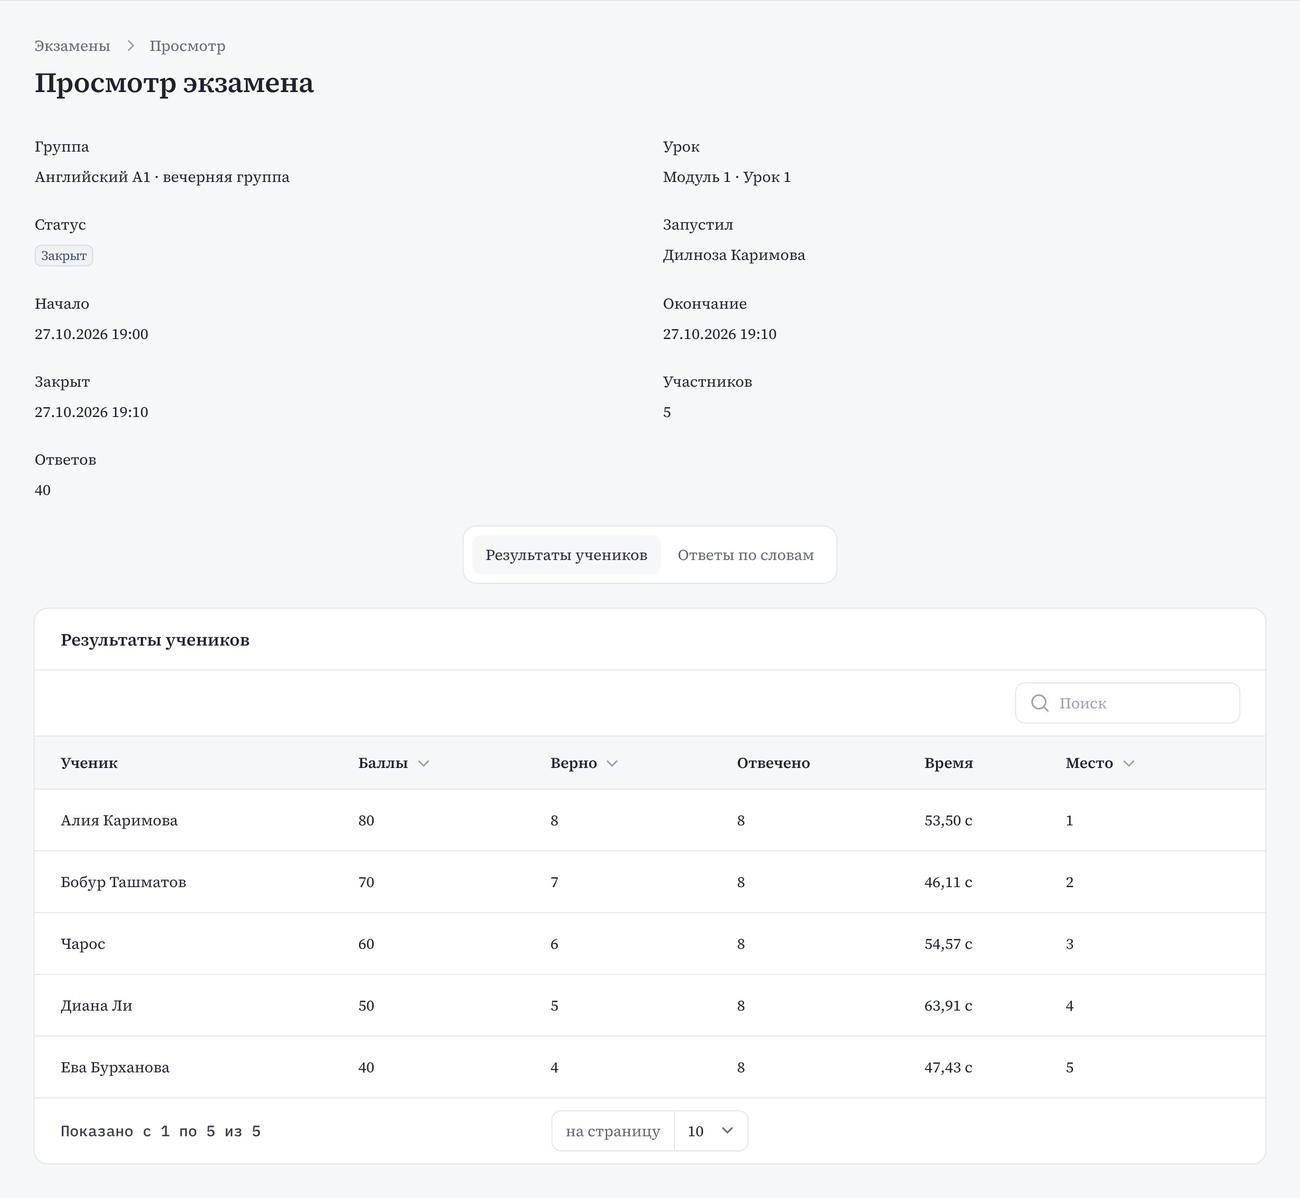 Экзамены > Просмотр
Просмотр экзамена
Группа
Английский A1 · вечерняя группа
Урок
Модуль 1 · Урок 1
Статус
Закрыт
Запустил
Дилноза Каримова
Начало
27.10.2026 19:00
Окончание
27.10.2026 19:10
Закрыт
27.10.2026 19:10
Участников
5
Ответов
40
Результаты учеников Ответы по словам
Результаты учеников
Поиск
Ученик Баллы Верно Отвечено Время Место
Алия Каримова 80 8 8 53,50 с 1
Бобур Ташматов 70 7 8 46,11 с 2
Чарос 60 6 8 54,57 с 3
Диана Ли 50 5 8 63,91 с 4
Ева Бурханова 40 4 8 47,43 с 5
Показано с 1 по 5 из 5 на страницу 10